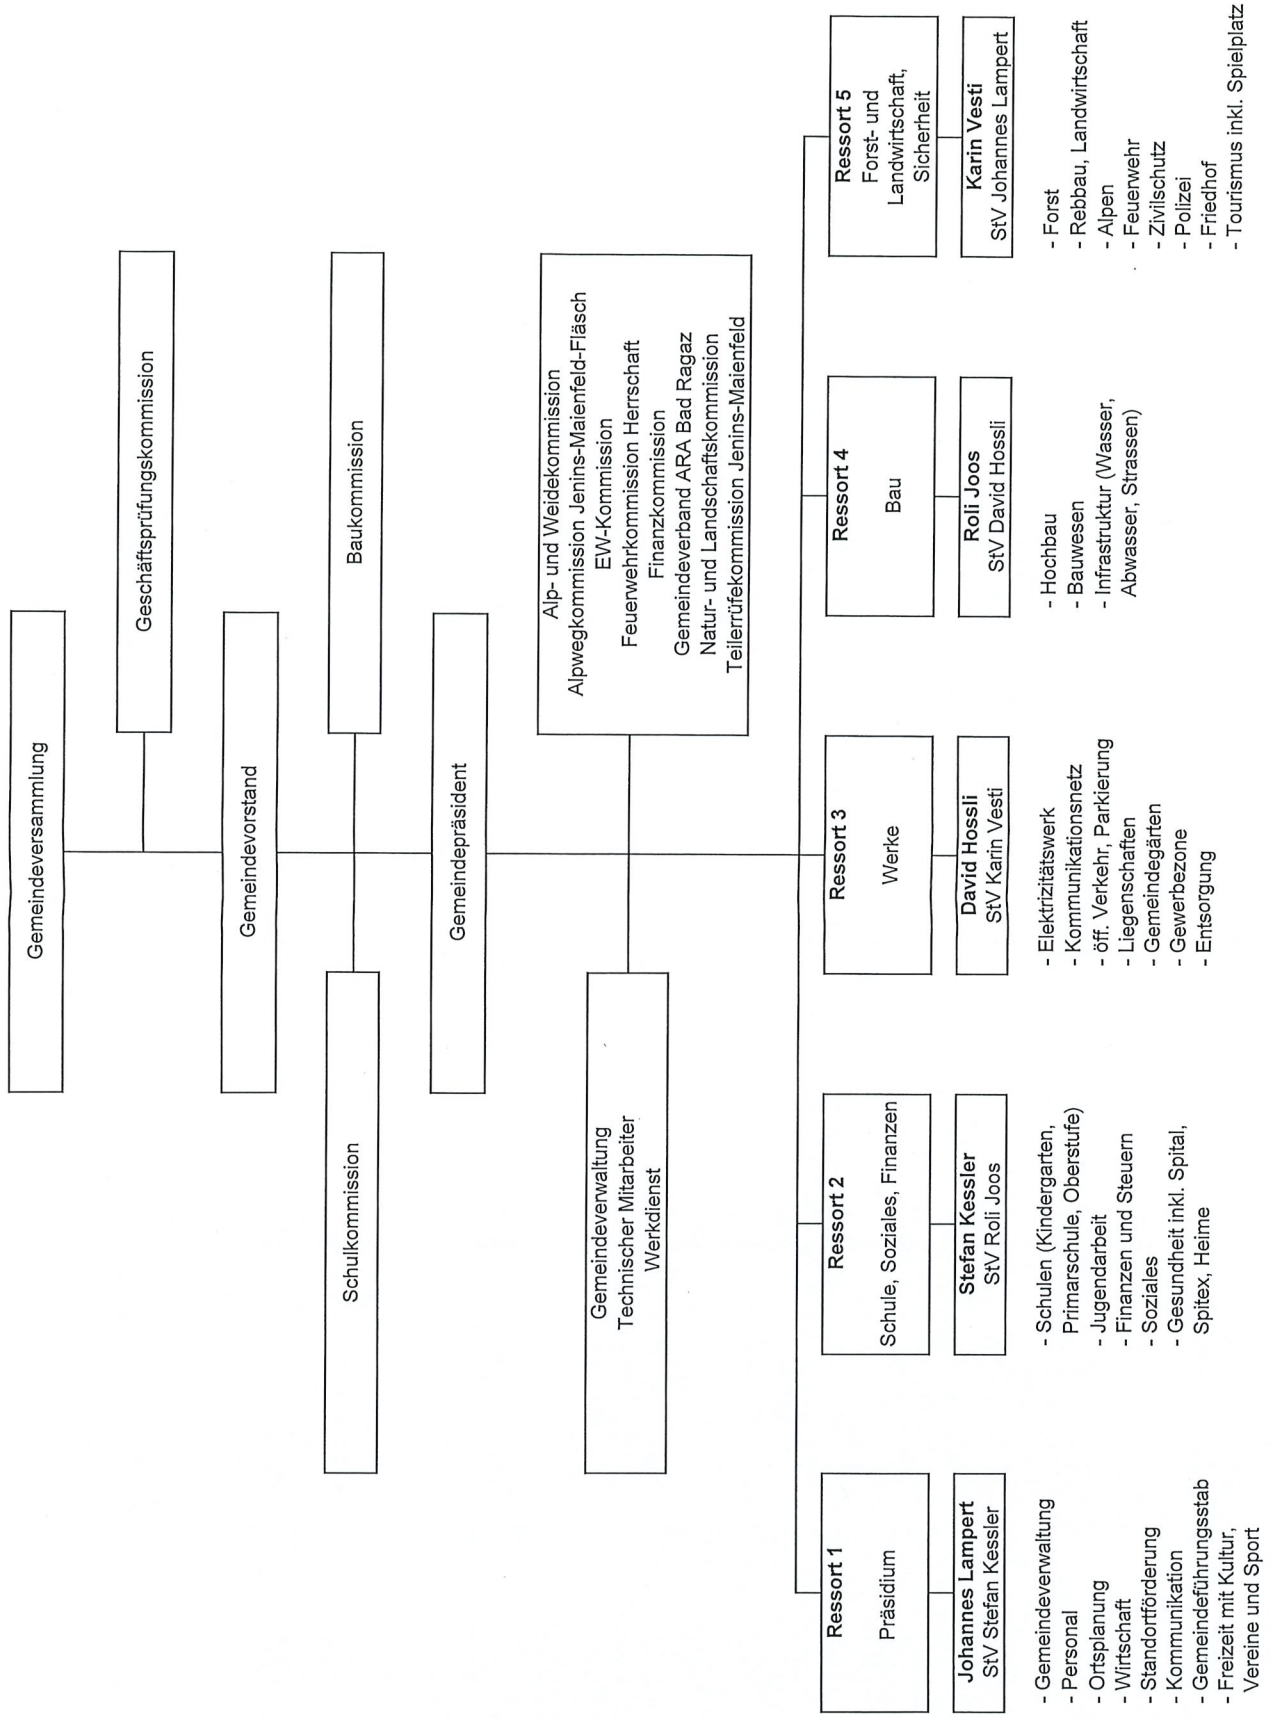 Gemeindeversammlung
Geschäftsprüfungskommission
Gemeindevorstand
Schulkommission
Baukommission
Gemeindepräsident
Gemeindeverwaltung
Technischer Mitarbeiter
Werkdienst
Alp- und Weidekommission
Alpwegkommission Jenins-Maienfeld-Fläsch
EW-Kommission
Feuerwehrkommission Herrschaft
Finanzkommission
Gemeindeverband ARA Bad Ragaz
Natur- und Landschaftskommission
Teilerrüfekommission Jenins-Maienfeld
Ressort 1
Präsidium
Johannes Lampert
StV Stefan Kessler
- Gemeindeverwaltung
- Personal
- Ortsplanung
- Wirtschaft
- Standortförderung
- Kommunikation
- Gemeindeführungsstab
- Freizeit mit Kultur,
Vereine und Sport
Ressort 2
Schule, Soziales, Finanzen
Stefan Kessler
StV Roli Joos
- Schulen (Kindergarten,
Primarschule, Oberstufe)
- Jugendarbeit
- Finanzen und Steuern
- Soziales
- Gesundheit inkl. Spital,
Spitex, Heime
Ressort 3
Werke
David Hossli
StV Karin Vesti
- Elektrizitätswerk
- Kommunikationsnetz
- öff. Verkehr, Parkierung
- Liegenschaften
- Gemeindegärten
- Gewerbezone
- Entsorgung
Ressort 4
Bau
Roli Joos
StV David Hossli
- Hochbau
- Bauwesen
- Infrastruktur (Wasser,
Abwasser, Strassen)
Ressort 5
Forst- und
Landwirtschaft,
Sicherheit
Karin Vesti
StV Johannes Lampert
- Forst
- Rebbau, Landwirtschaft
- Alpen
- Feuerwehr
- Zivilschutz
- Polizei
- Friedhof
- Tourismus inkl. Spielplatz